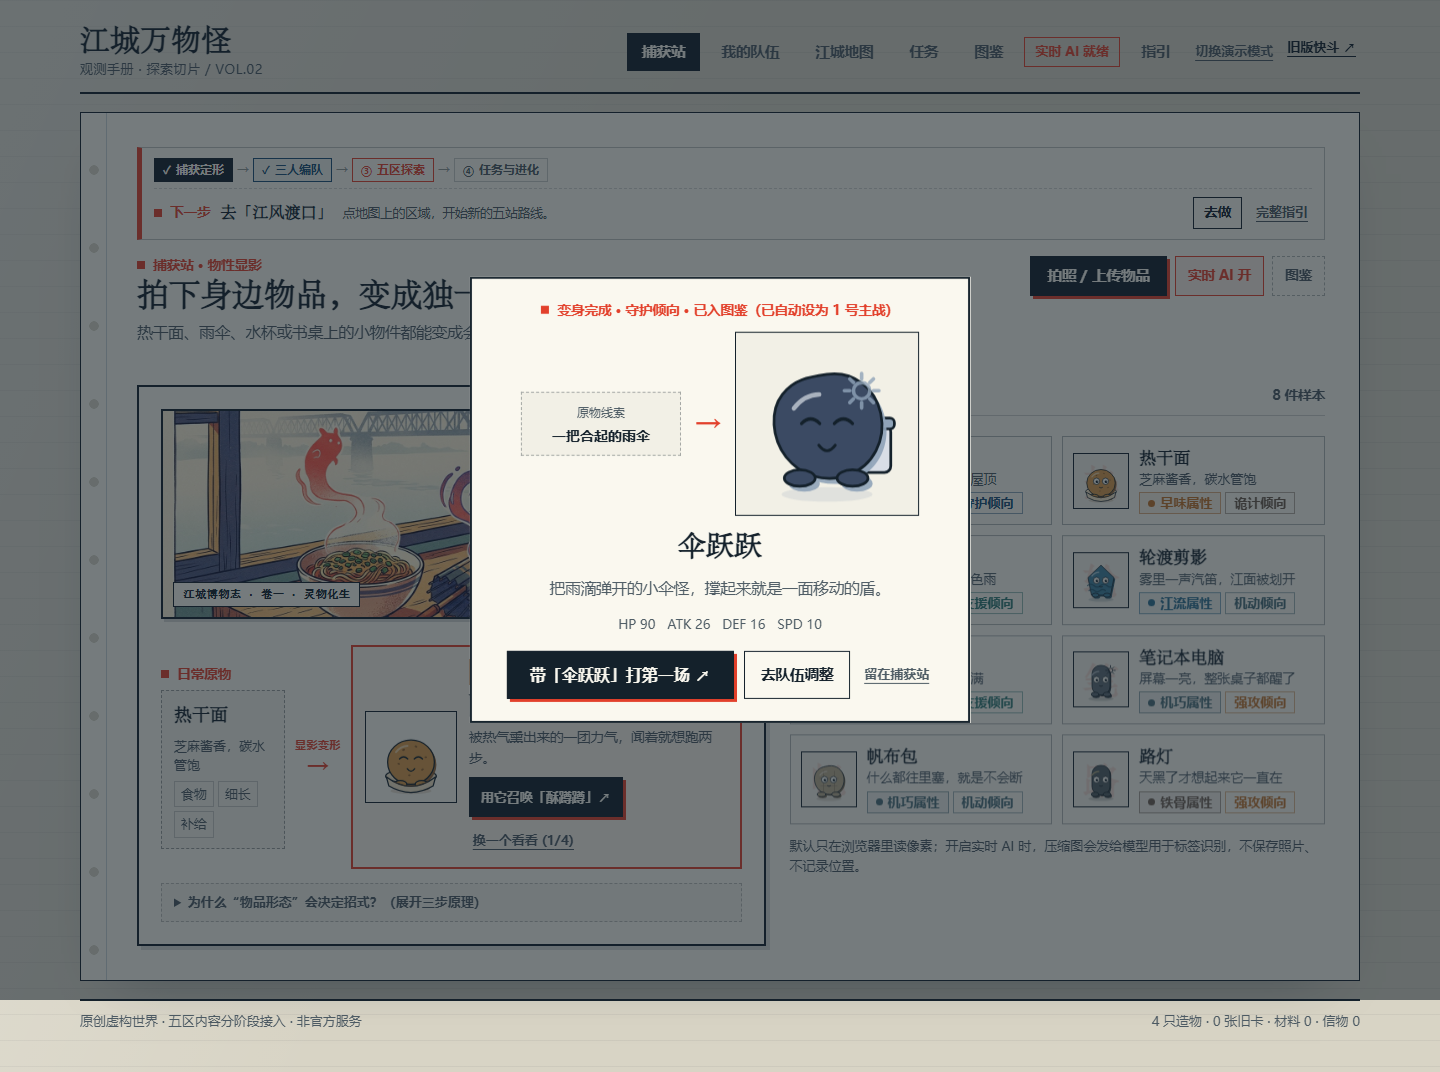 江城万物怪
观测手册 · 探索切片 / VOL.02
捕获站 我的队伍 江城地图 任务 图鉴 实时 AI 就绪 指引 切换演示模式 旧版快斗 ↗
✓ 捕获定形 → ✓ 三人编队 → ③ 五区探索 → ④ 任务与进化
下一步 去「江风渡口」 点地图上的区域，开始新的五站路线。 去做 完整指引
捕获站 • 物性显影
拍下身边物品，变成独一
热干面、雨伞、水杯或书桌上的小物件都能变成会
拍照 / 上传物品 实时 AI 开 图鉴
8 件样本
变身完成 • 守护倾向 • 已入图鉴（已自动设为 1 号主战）
原物线索
一把合起的雨伞
→
伞跃跃
把雨滴弹开的小伞怪，撑起来就是一面移动的盾。
HP 90 ATK 26 DEF 16 SPD 10
带「伞跃跃」打第一场 ↗ 去队伍调整 留在捕获站
江城博物志 · 卷一 · 灵物化生
日常原物
热干面
芝麻酱香，碳水
管饱
食物 细长
补给
显影变形
→
被热气熏出来的一团力气，闻着就想跑两
步。
用它召唤「酥蹲蹲」↗
换一个看看 (1/4)
▶ 为什么“物品形态”会决定招式？（展开三步原理）
屋顶
护倾向
热干面
芝麻酱香，碳水管饱
早味属性 诡计倾向
色雨
援倾向
轮渡剪影
雾里一声汽笛，江面被划开
江流属性 机动倾向
满
援倾向
笔记本电脑
屏幕一亮，整张桌子都醒了
机巧属性 强攻倾向
帆布包
什么都往里塞，就是不会断
机巧属性 机动倾向
路灯
天黑了才想起来它一直在
铁骨属性 强攻倾向
默认只在浏览器里读像素；开启实时 AI 时，压缩图会发给模型用于标签识别，不保存照片、
不记录位置。
原创虚构世界 · 五区内容分阶段接入 · 非官方服务
4 只造物 · 0 张旧卡 · 材料 0 · 信物 0